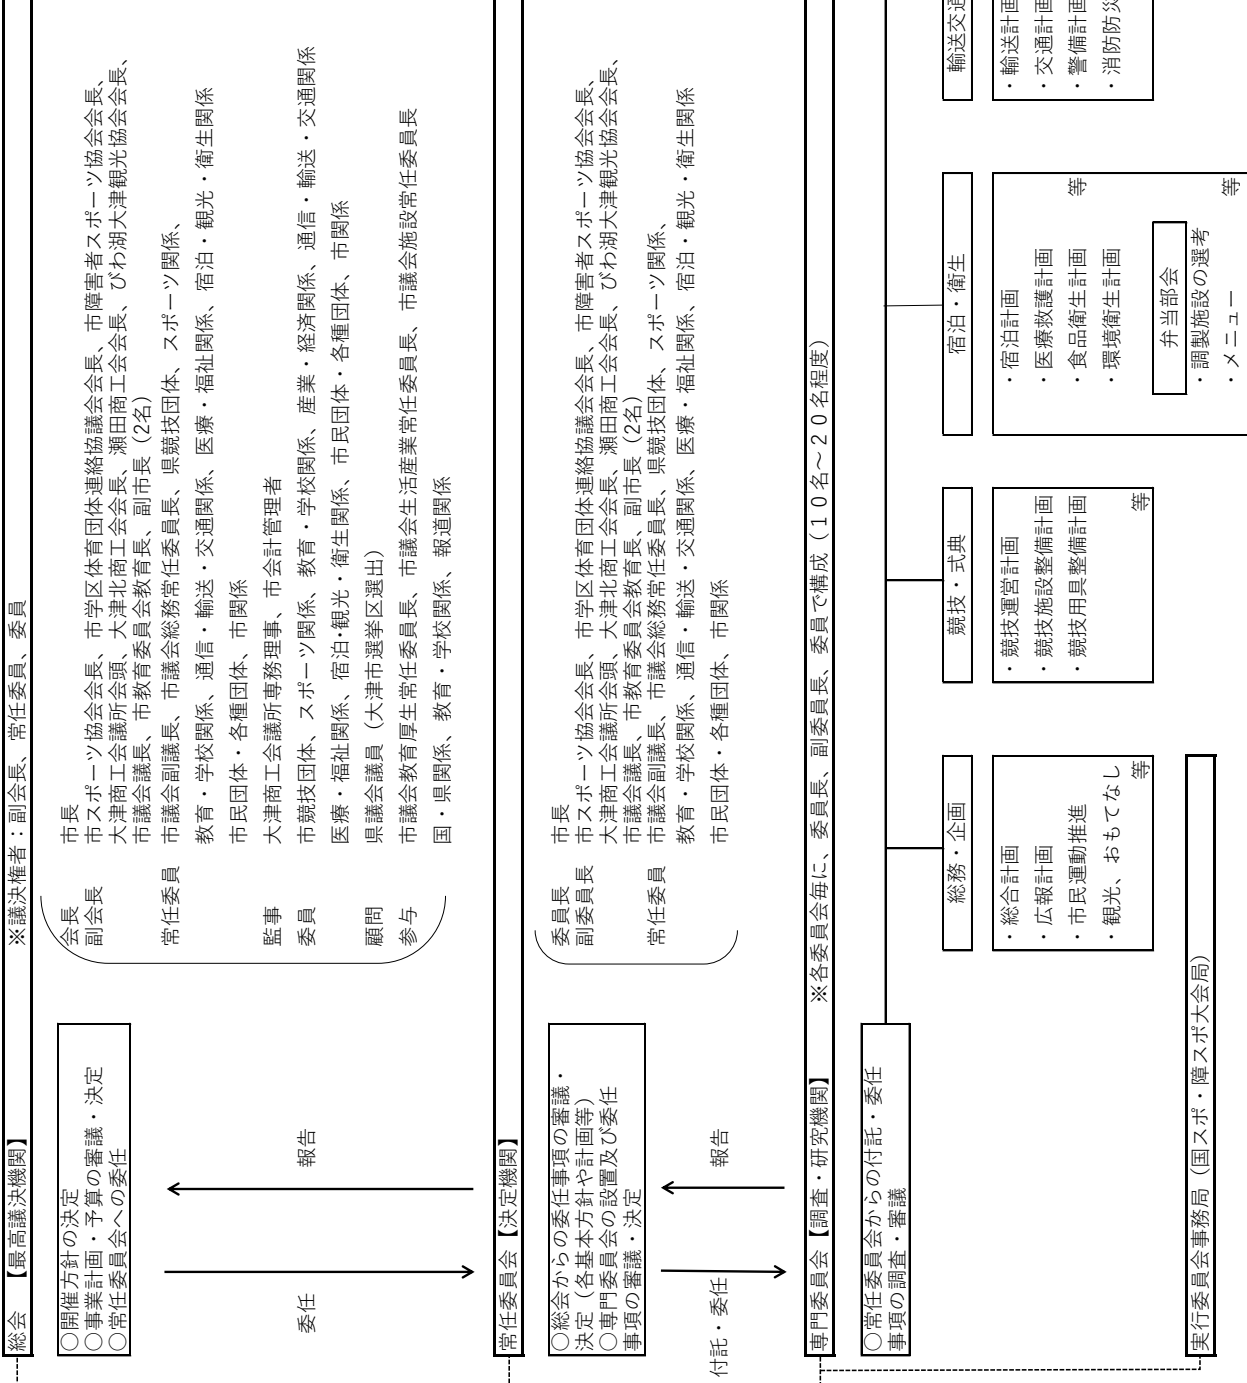 総会　【最高議決機関】　※議決権者：副会長、常任委員、委員
○開催方針の決定
○事業計画・予算の審議・決定
○常任委員会への委任
会長　市長
副会長　市スポーツ協会会長、市学区体育団体連絡協議会会長、市障害者スポーツ協会会長、
大津商工会議所会頭、大津北商工会会長、瀬田商工会会長、びわ湖大津観光協会会長、
市議会議長、市教育委員会教育長、副市長（2名）
常任委員　市議会副議長、市議会総務常任委員長、県競技団体、スポーツ関係、
教育・学校関係、通信・輸送・交通関係、医療・福祉関係、宿泊・観光・衛生関係
市民団体・各種団体、市関係
監事　大津商工会議所専務理事、市会計管理者
委員　市競技団体、スポーツ関係、教育・学校関係、産業・経済関係、通信・輸送・交通関係
医療・福祉関係、宿泊・観光・衛生関係、市民団体・各種団体、市関係
顧問　県議会議員（大津市選挙区選出）
参与　市議会教育厚生常任委員長、市議会生活産業常任委員長、市議会施設常任委員長
国・県関係、教育・学校関係、報道関係
委任
報告
常任委員会【決定機関】
○総会からの委任事項の審議・
決定（各基本方針や計画等）
○専門委員会の設置及び委任
事項の審議・決定
委員長　市長
副委員長　市スポーツ協会会長、市学区体育団体連絡協議会会長、市障害者スポーツ協会会長、
大津商工会議所会頭、大津北商工会会長、瀬田商工会会長、びわ湖大津観光協会会長、
市議会議長、市教育委員会教育長、副市長（2名）
常任委員　市議会副議長、市議会総務常任委員長、県競技団体、スポーツ関係、
教育・学校関係、通信・輸送・交通関係、医療・福祉関係、宿泊・観光・衛生関係
市民団体・各種団体、市関係
付託・委任
報告
専門委員会【調査・研究機関】　※各委員会毎に、委員長、副委員長、委員で構成（１０名～２０名程度）
○常任委員会からの付託・委任
事項の調査・審議
総務・企画
・総合計画
・広報計画
・市民運動推進
・観光、おもてなし
等
競技・式典
・競技運営計画
・競技施設整備計画
・競技用具整備計画
等
宿泊・衛生
・宿泊計画
・医療救護計画
・食品衛生計画
・環境衛生計画
等
弁当部会
・調製施設の選考
・メニュー
等
輸送交通
・輸送計画
・交通計画
・警備計画
・消防防災
実行委員会事務局（国スポ・障スポ大会局）